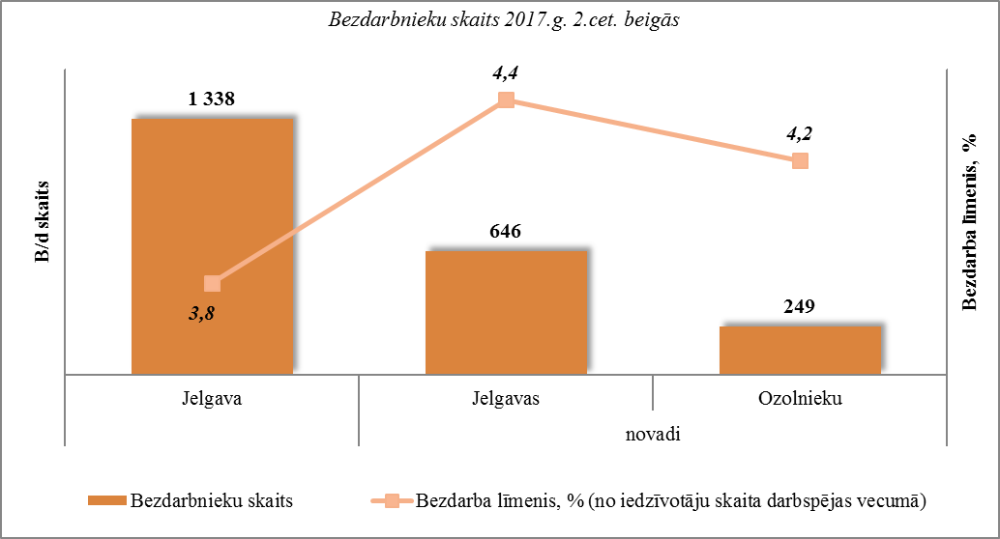 Bezdarbnieku skaits 2017.g. 2.cet. beigās
4,4
1 338
4,2
646
3,8
249
B/d skaits
Bezdarba līmenis, %
Jelgava
Jelgavas
Ozolnieku
novadi
Bezdarbnieku skaits
Bezdarba līmenis, % (no iedzīvotāju skaita darbspējas vecumā)